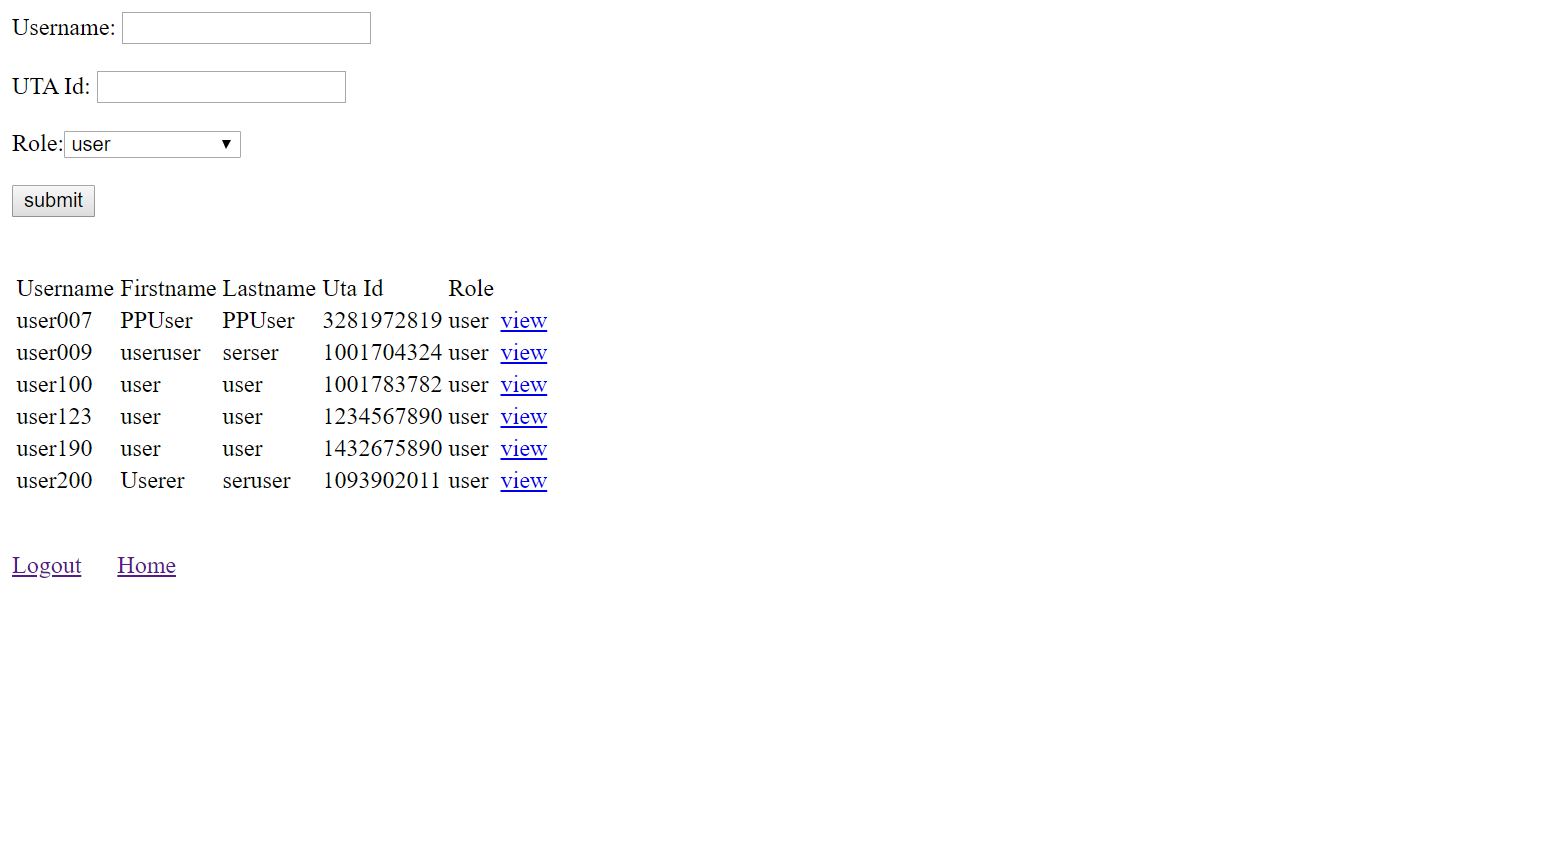 Username:
UTA Id:
Role: user
submit
Username Firstname Lastname Uta Id Role
user007 PPUser PPUser 3281972819 user view
user009 useruser serser 1001704324 user view
user100 user user 1001783782 user view
user123 user user 1234567890 user view
user190 user user 1432675890 user view
user200 Userer seruser 1093902011 user view
Logout Home